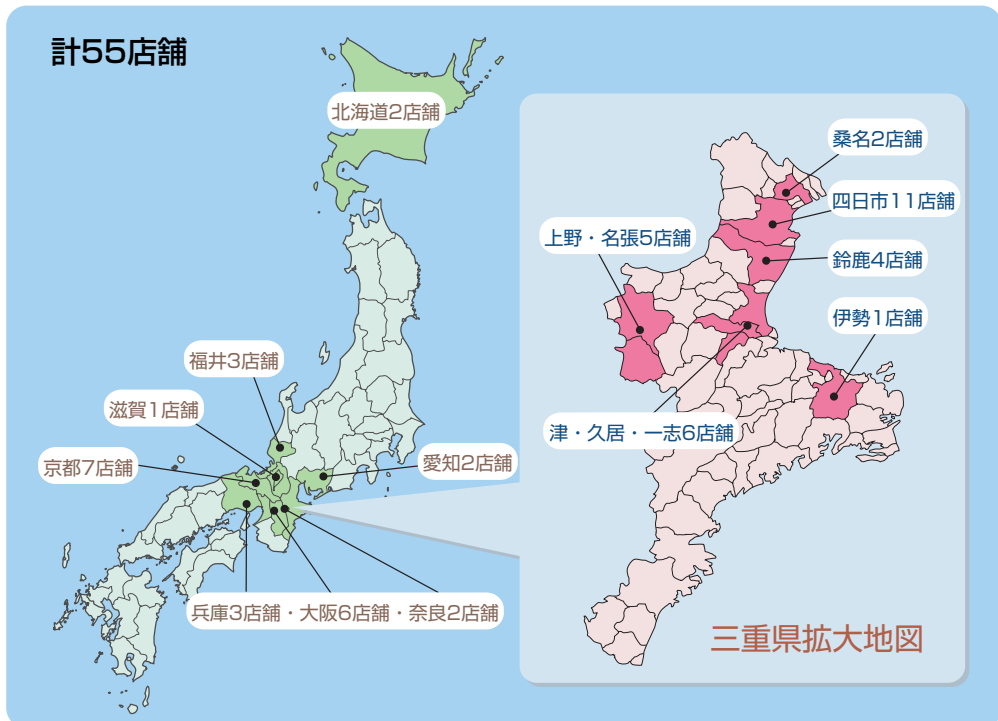 計55店舗
北海道2店舗
福井3店舗
滋賀1店舗
京都7店舗
愛知2店舗
兵庫3店舗・大阪6店舗・奈良2店舗
桑名2店舗
四日市11店舗
上野・名張5店舗
鈴鹿4店舗
伊勢1店舗
津・久居・一志6店舗
三重県拡大地図